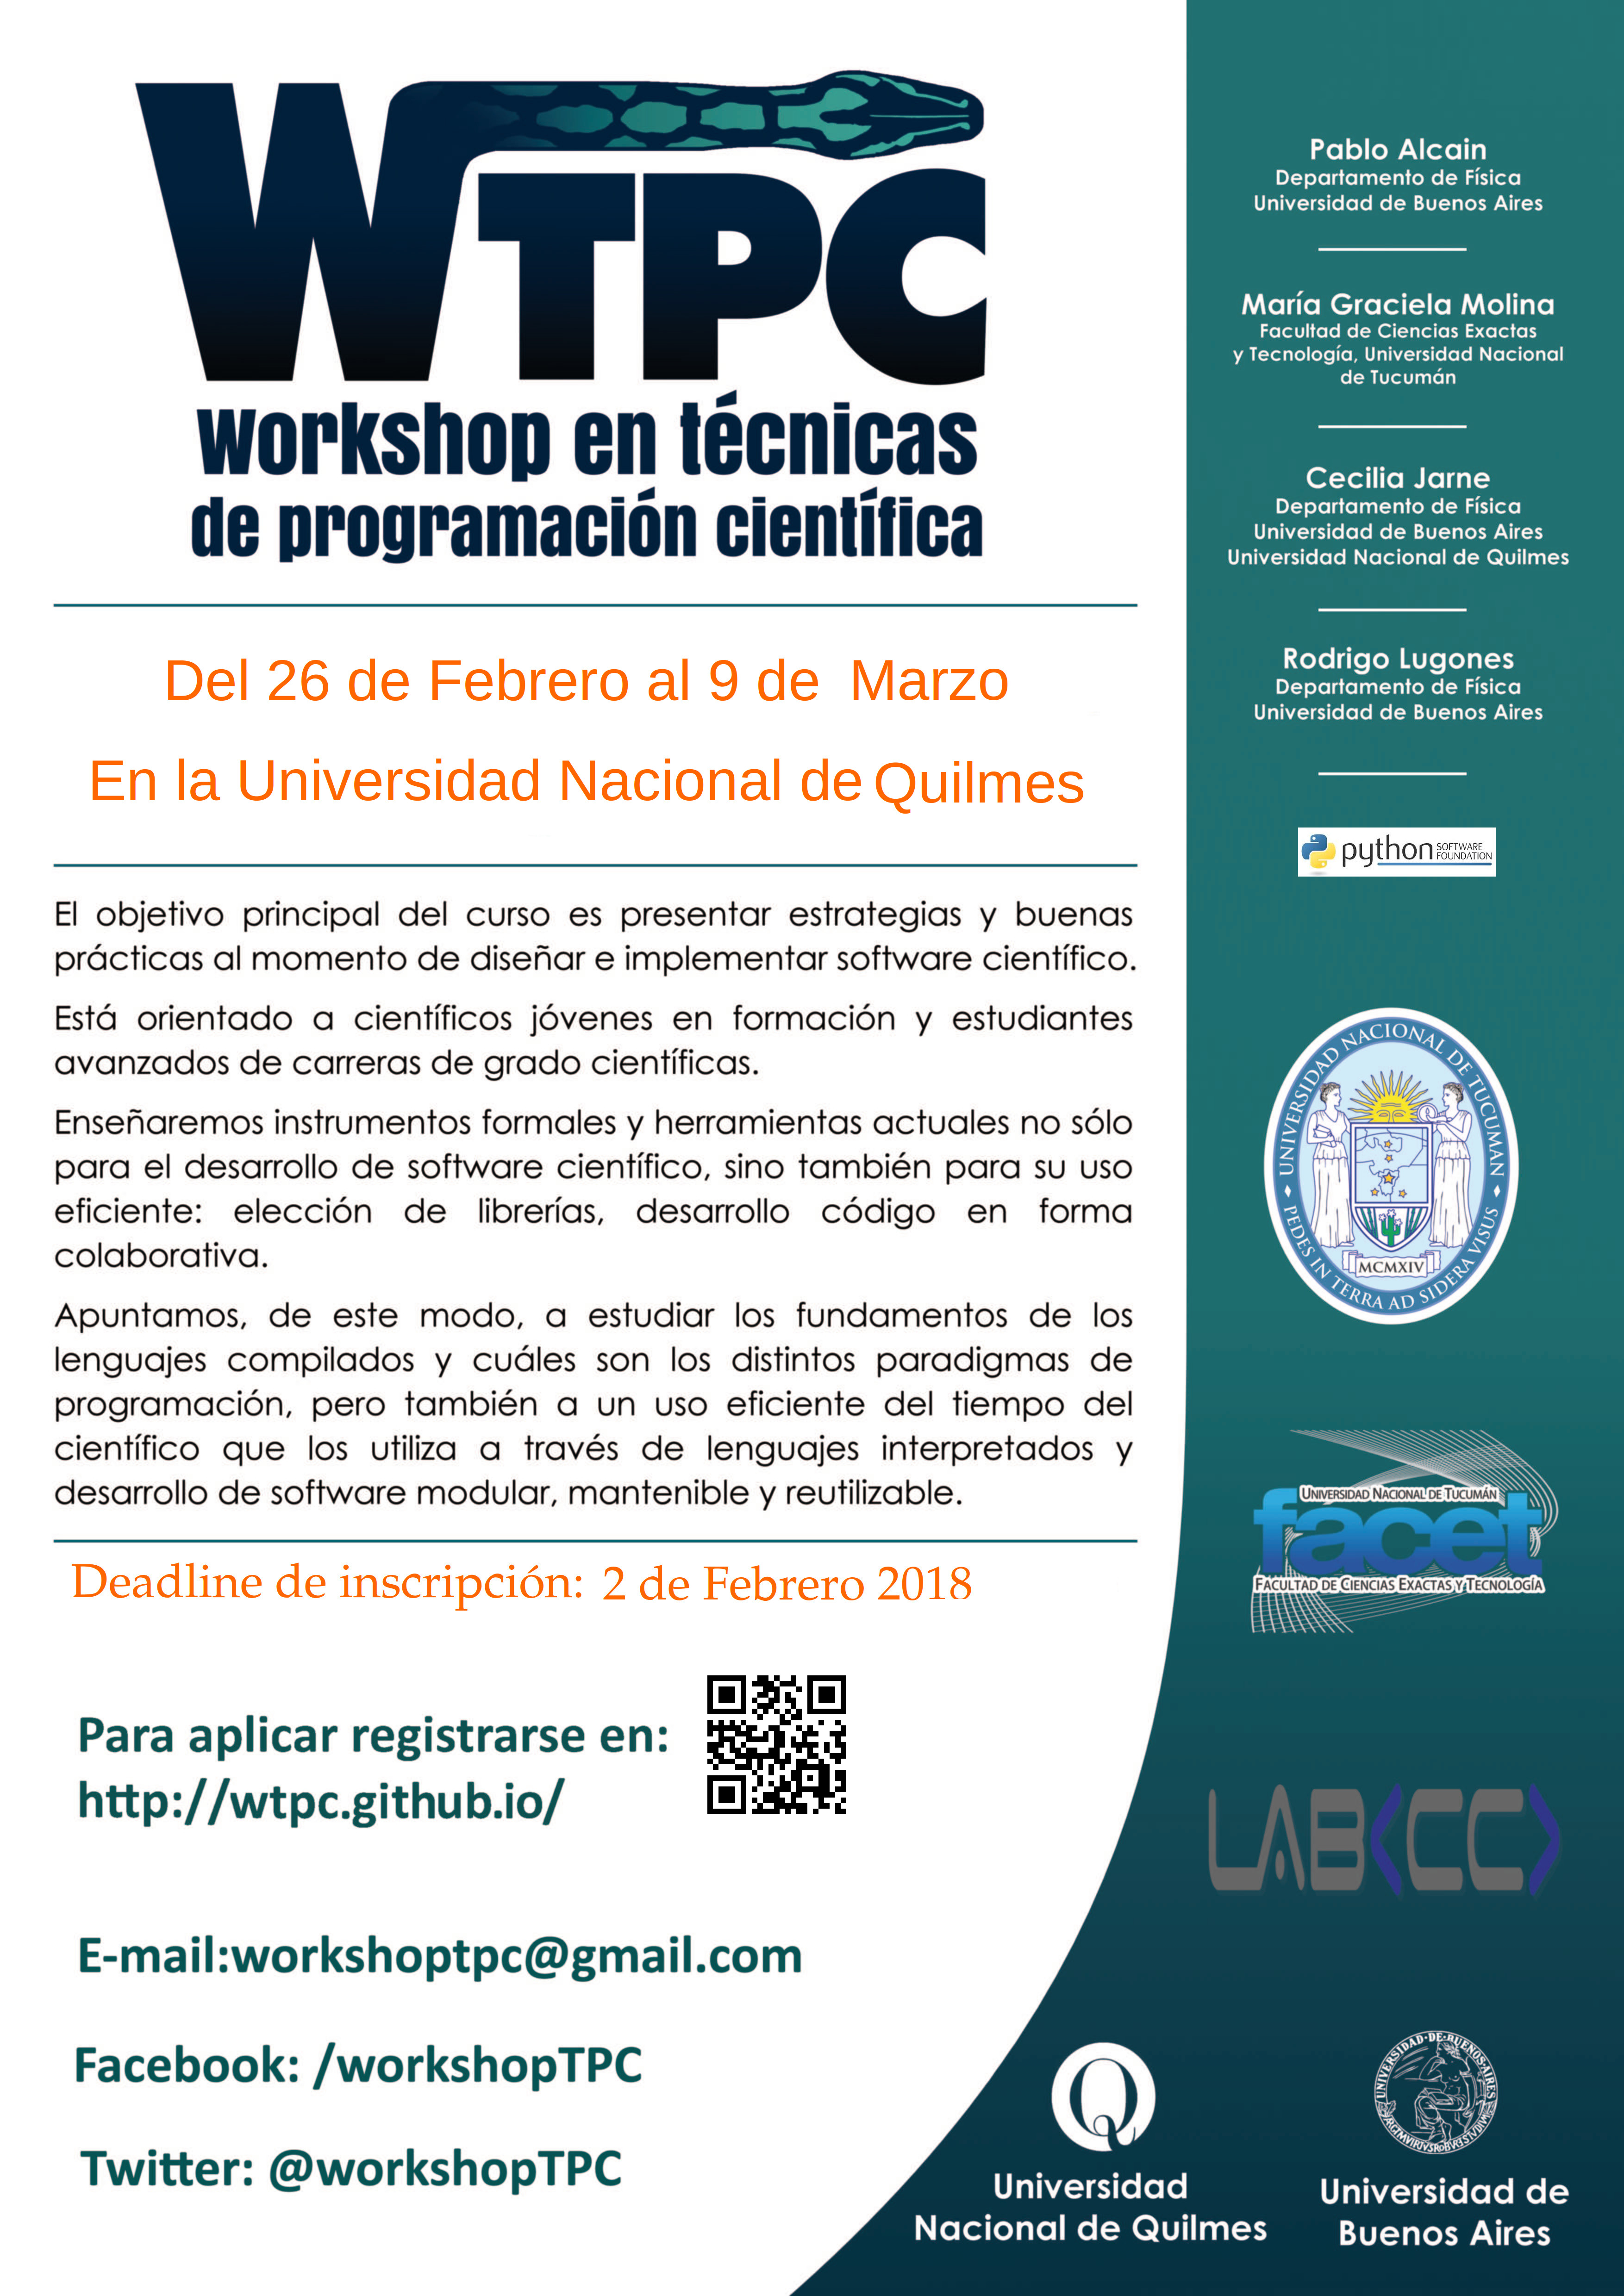 WTPC
Workshop en técnicas
de programación científica
Del 26 de Febrero al 9 de Marzo
En la Universidad Nacional de Quilmes
El objetivo principal del curso es presentar estrategias y buenas
prácticas al momento de diseñar e implementar software científico.
Está orientado a científicos jóvenes en formación y estudiantes
avanzados de carreras de grado científicas.
Enseñaremos instrumentos formales y herramientas actuales no sólo
para el desarrollo de software científico, sino también para su uso
eficiente: elección de librerías, desarrollo código en forma
colaborativa.
Apuntamos, de este modo, a estudiar los fundamentos de los
lenguajes compilados y cuáles son los distintos paradigmas de
programación, pero también a un uso eficiente del tiempo del
científico que los utiliza a través de lenguajes interpretados y
desarrollo de software modular, mantenible y reutilizable.
Deadline de inscripción: 2 de Febrero 2018
Para aplicar registrarse en:
http://wtpc.github.io/
E-mail:workshoptpc@gmail.com
Facebook: /workshopTPC
Twitter: @workshopTPC
Pablo Alcain
Departamento de Física
Universidad de Buenos Aires
María Graciela Molina
Facultad de Ciencias Exactas
y Tecnología, Universidad Nacional
de Tucumán
Cecilia Jarne
Departamento de Física
Universidad de Buenos Aires
Universidad Nacional de Quilmes
Rodrigo Lugones
Departamento de Física
Universidad de Buenos Aires
python SOFTWARE
FOUNDATION
UNIVERSIDAD NACIONAL DE TUCUMAN
PEDES IN TERRA AD SIDERA VISUS
MCMXIV
UNIVERSIDAD NACIONAL DE TUCUMÁN
facet
FACULTAD DE CIENCIAS EXACTAS Y TECNOLOGÍA
LAB<CC>
Q
Universidad
Nacional de Quilmes
UNIVERSIDAD·DE·BUENOS·AIRES
Universidad de
Buenos Aires